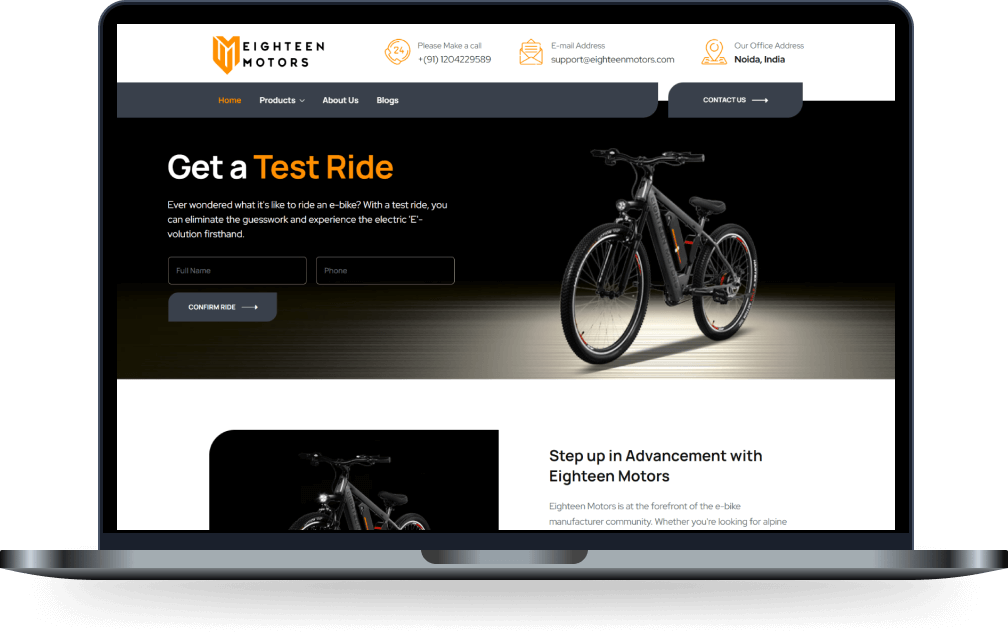 EIGHTEEN
MOTORS
24
Please Make a call
+(91) 1204229589
E-mail Address
support@eighteenmotors.com
Our Office Address
Noida, India
Home
Products
About Us
Blogs
CONTACT US
Get a Test Ride
Ever wondered what it's like to ride an e-bike? With a test ride, you
can eliminate the guesswork and experience the electric 'E'-
volution firsthand.
Full Name
Phone
CONFIRM RIDE
Step up in Advancement with
Eighteen Motors
Eighteen Motors is at the forefront of the e-bike
manufacturer community. Whether you're looking for alpine